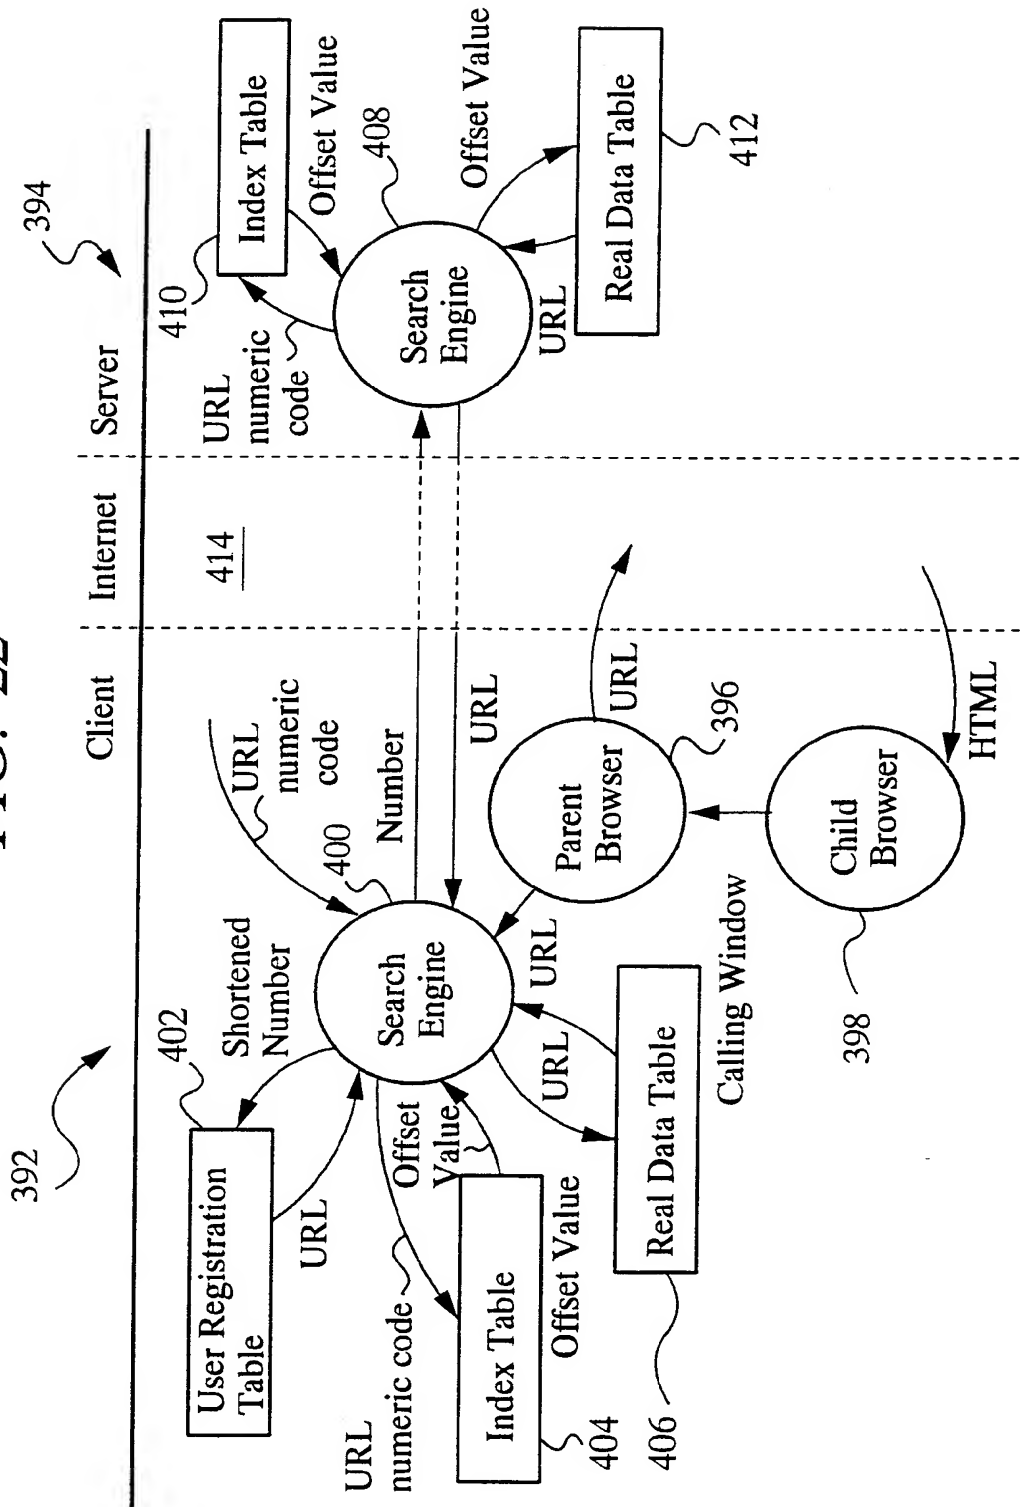 FIG. 22
392
394
Client
Internet
Server
402
User Registration
Table
Shortened
Number
URL
URL
numeric
code
400
Search
Engine
Number
URL
414
URL
numeric
code
410
Index Table
Offset Value
408
Search
Engine
Offset Value
URL
Real Data Table
412
URL
numeric code
Offset
Value
Index Table
404
Offset Value
URL
URL
Real Data Table
406
Parent
Browser
396
URL
Calling Window
Child
Browser
398
HTML